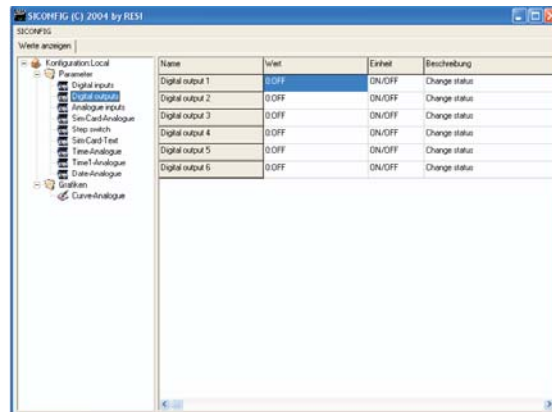 SICONFIG (C) 2004 by RESI
SICONFIG
Werte anzeigen
Konfiguration:Local
Parameter
Digital inputs
Digital outputs
Analogue inputs
Sim-Card-Analogue
Step switch
Sim-Card-Text
Time-Analogue
Time1-Analogue
Date-Analogue
Grafiken
Curve-Analogue
Name Wert Einheit Beschreibung
Digital output 1 0:OFF ON/OFF Change status
Digital output 2 0:OFF ON/OFF Change status
Digital output 3 0:OFF ON/OFF Change status
Digital output 4 0:OFF ON/OFF Change status
Digital output 5 0:OFF ON/OFF Change status
Digital output 6 0:OFF ON/OFF Change status